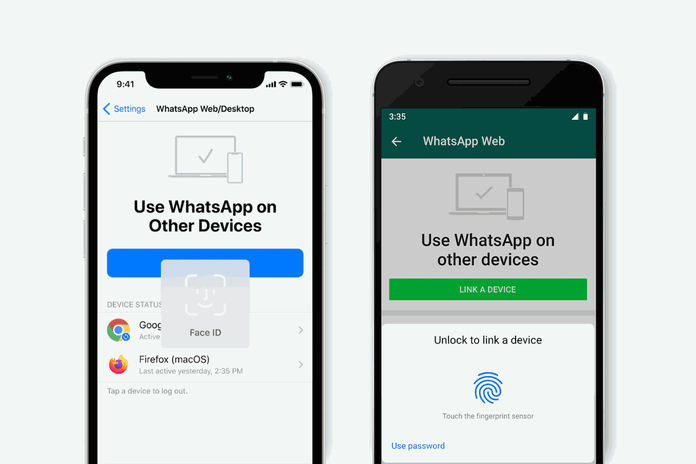 9:41
Settings
WhatsApp Web/Desktop
Use WhatsApp on
Other Devices
DEVICE STATU
Goog
Active
Face ID
Firefox (macOS)
Last active yesterday, 2:35 PM
Tap a device to log out.
3:35
WhatsApp Web
Use WhatsApp on
other devices
LINK A DEVICE
Unlock to link a device
Touch the fingerprint sensor
Use password